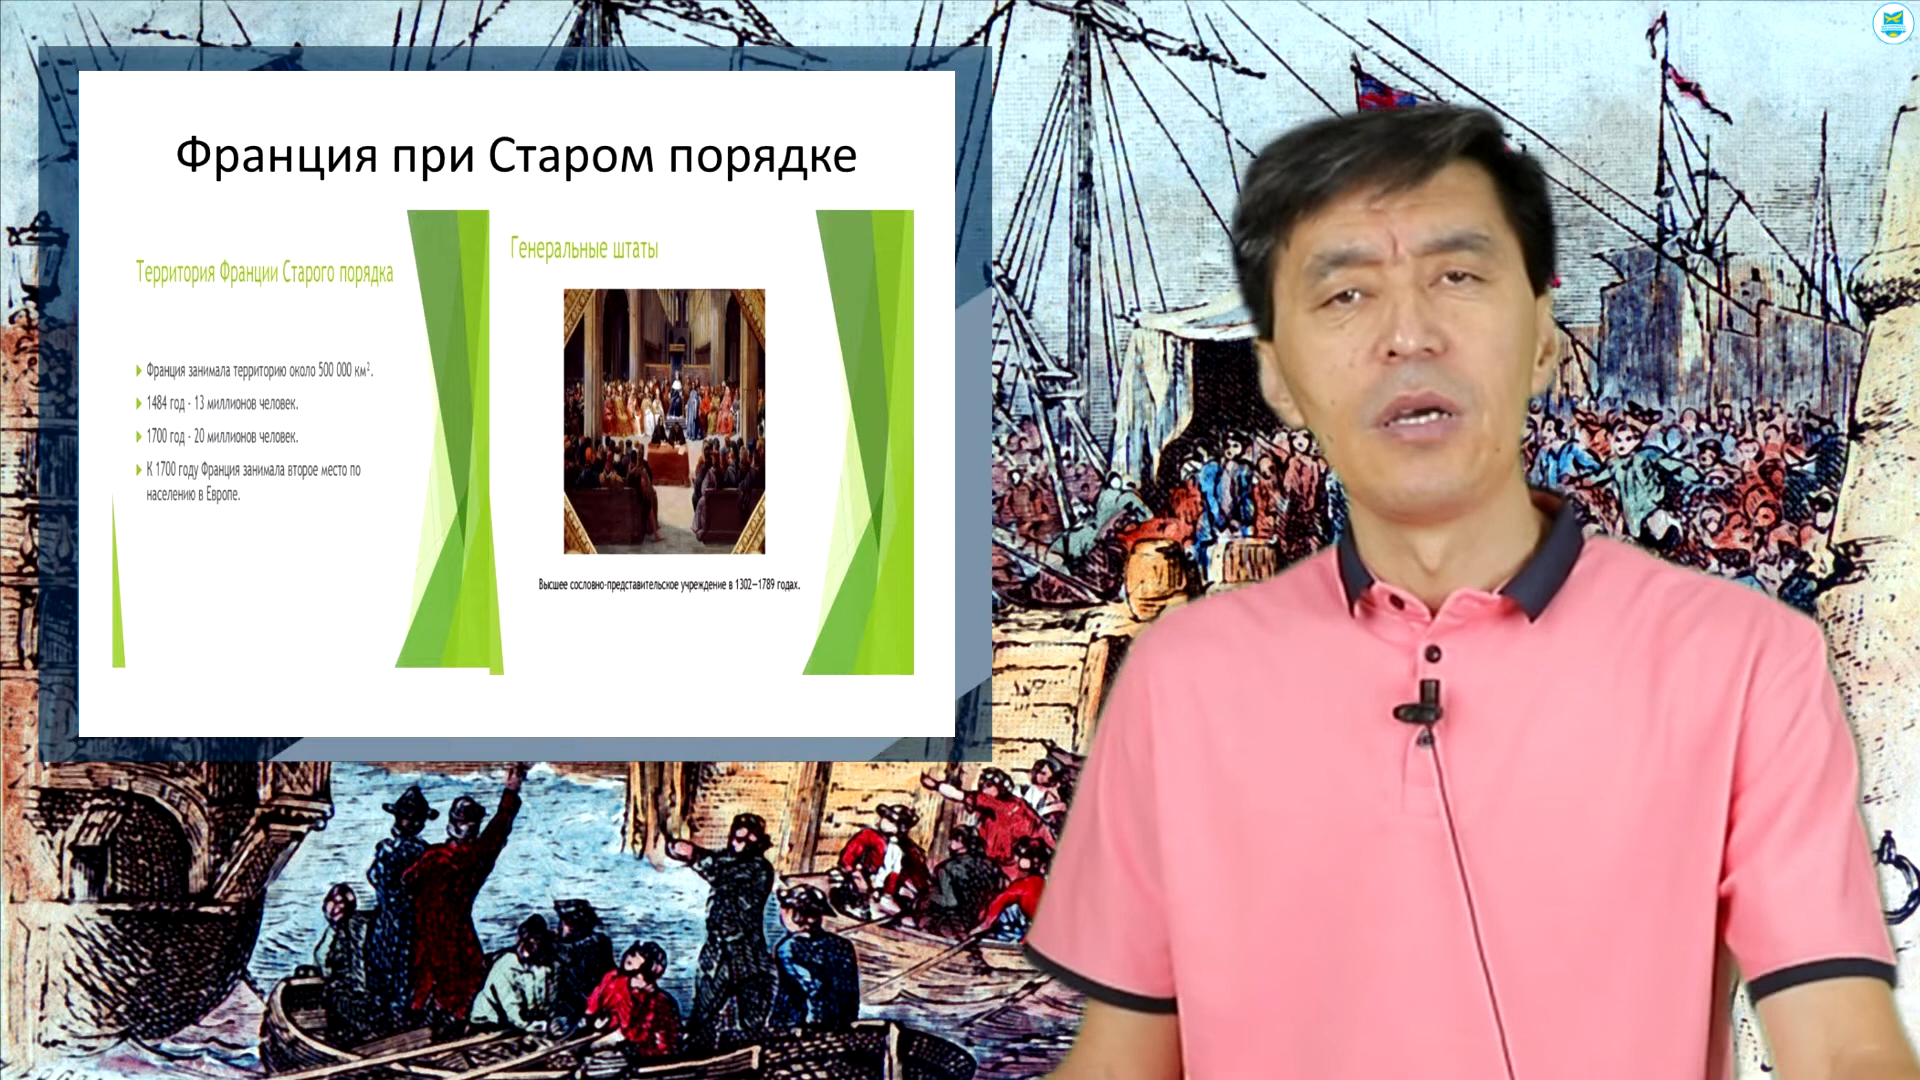 Франция при Старом порядке
Территория Франции Старого порядка
Франция занимала территорию около 500 000 км².
1484 год - 13 миллионов человек.
1700 год - 20 миллионов человек.
К 1700 году Франция занимала второе место по
населению в Европе.
Генеральные штаты
Высшее сословно-представительское учреждение в 1302—1789 годах.